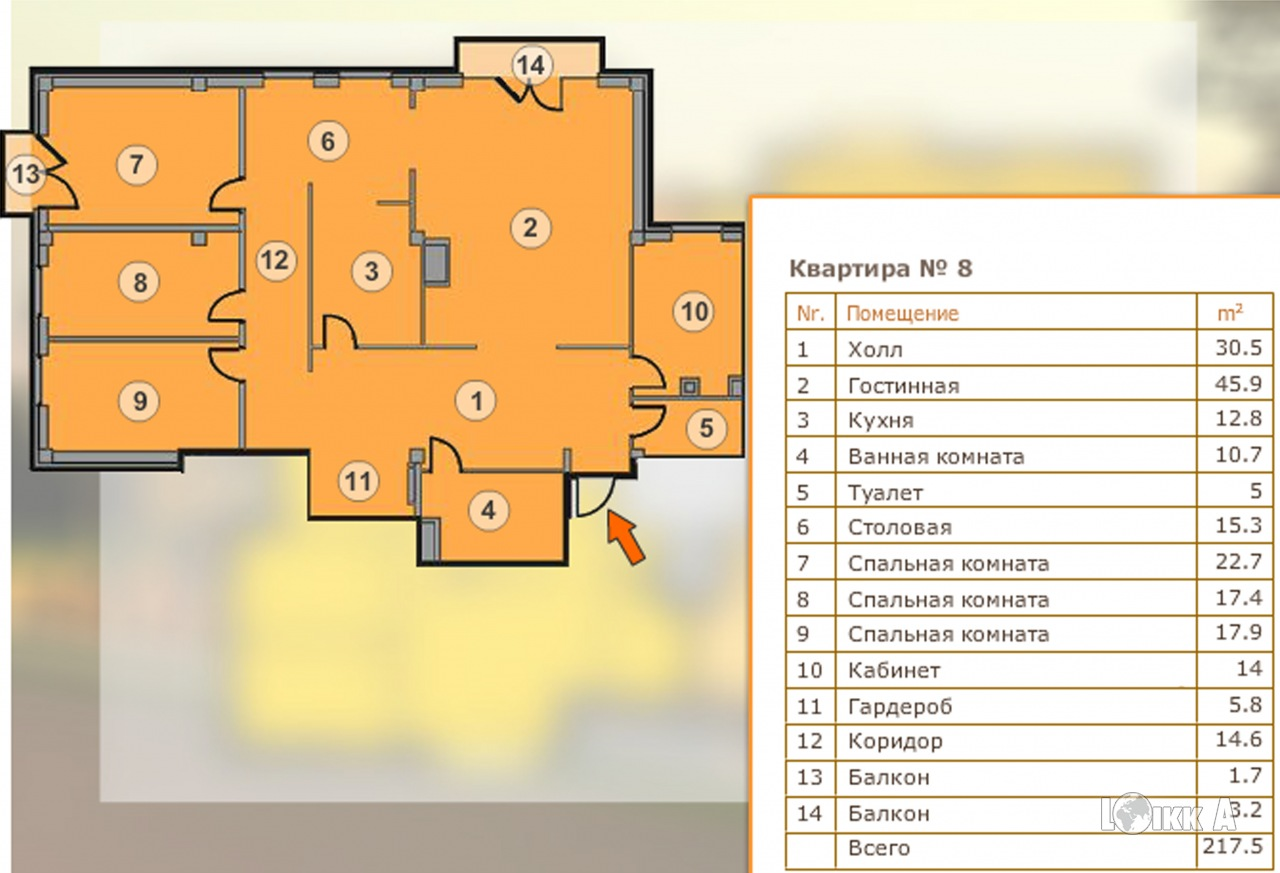 14
6
7
13
2
12
3
8
10
9
1
5
11
4
Квартира № 8
Nr. Помещение m²
1 Холл 30.5
2 Гостинная 45.9
3 Кухня 12.8
4 Ванная комната 10.7
5 Туалет 5
6 Столовая 15.3
7 Спальная комната 22.7
8 Спальная комната 17.4
9 Спальная комната 17.9
10 Кабинет 14
11 Гардероб 5.8
12 Коридор 14.6
13 Балкон 1.7
14 Балкон 3.2
Всего 217.5
LOIKK A